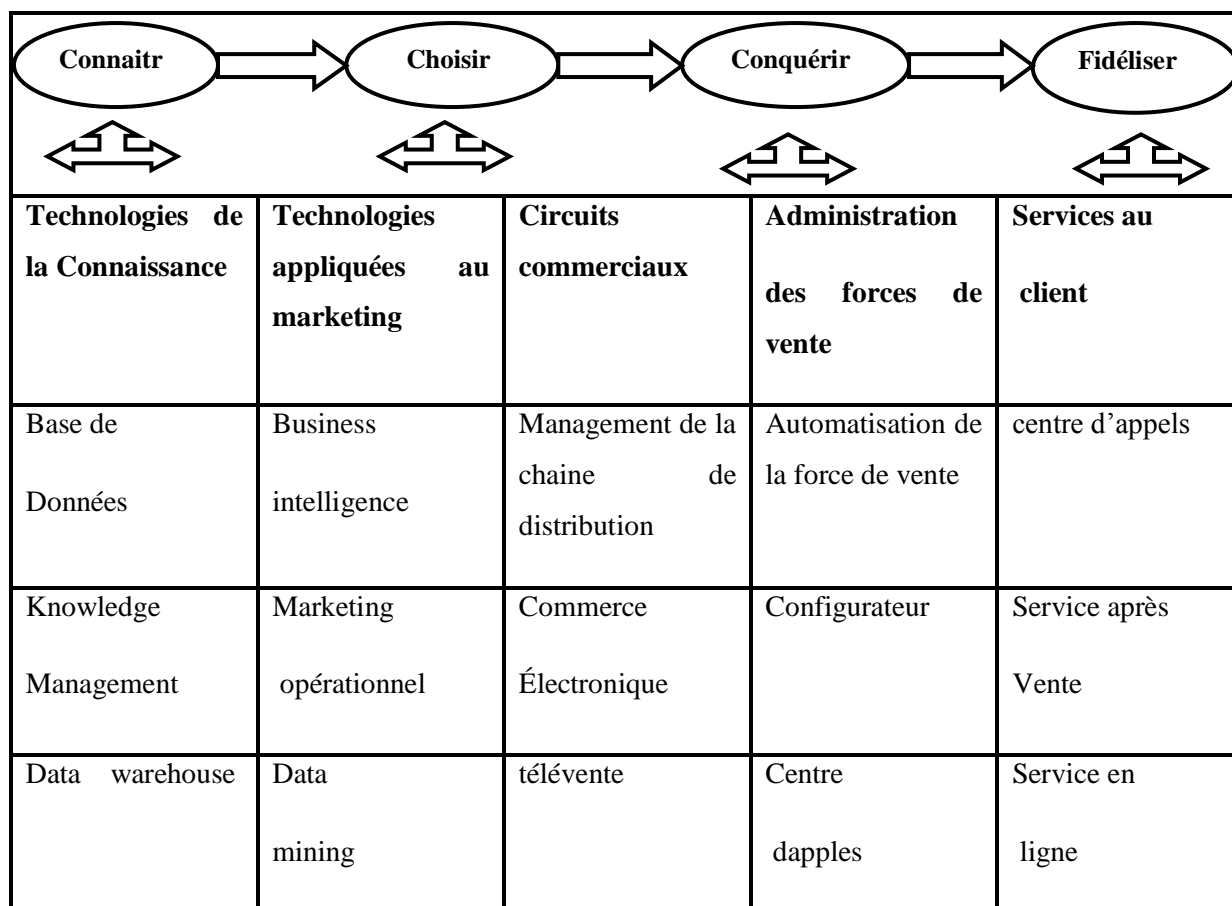 Connaitr
Choisir
Conquérir
Fidéliser
Technologies de
la Connaissance
Technologies
appliquées au
marketing
Circuits
commerciaux
Administration
des forces de
vente
Services au
client
Base de
Données
Business
intelligence
Management de la
chaine de
distribution
Automatisation de
la force de vente
centre d’appels
Knowledge
Management
Marketing
opérationnel
Commerce
Électronique
Configurateur
Service après
Vente
Data warehouse
Data
mining
télévente
Centre
dapples
Service en
ligne